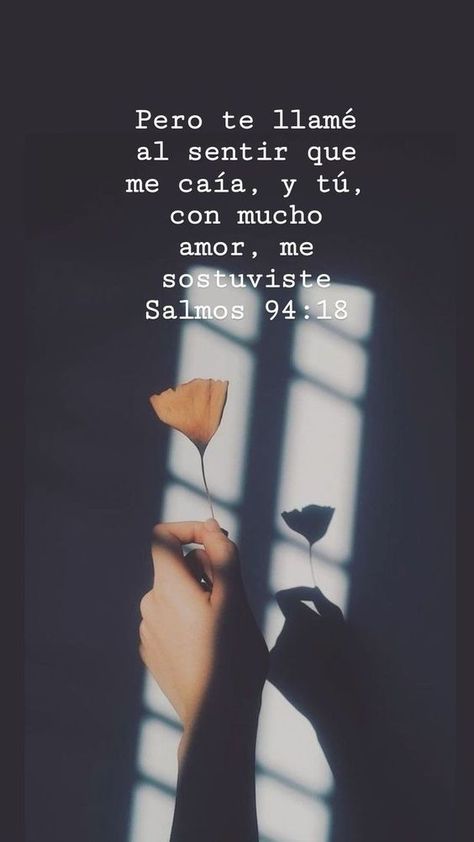 Pero te llamé
al sentir que
me caía, y tú,
con mucho
amor, me
sostuviste
Salmos 94:18